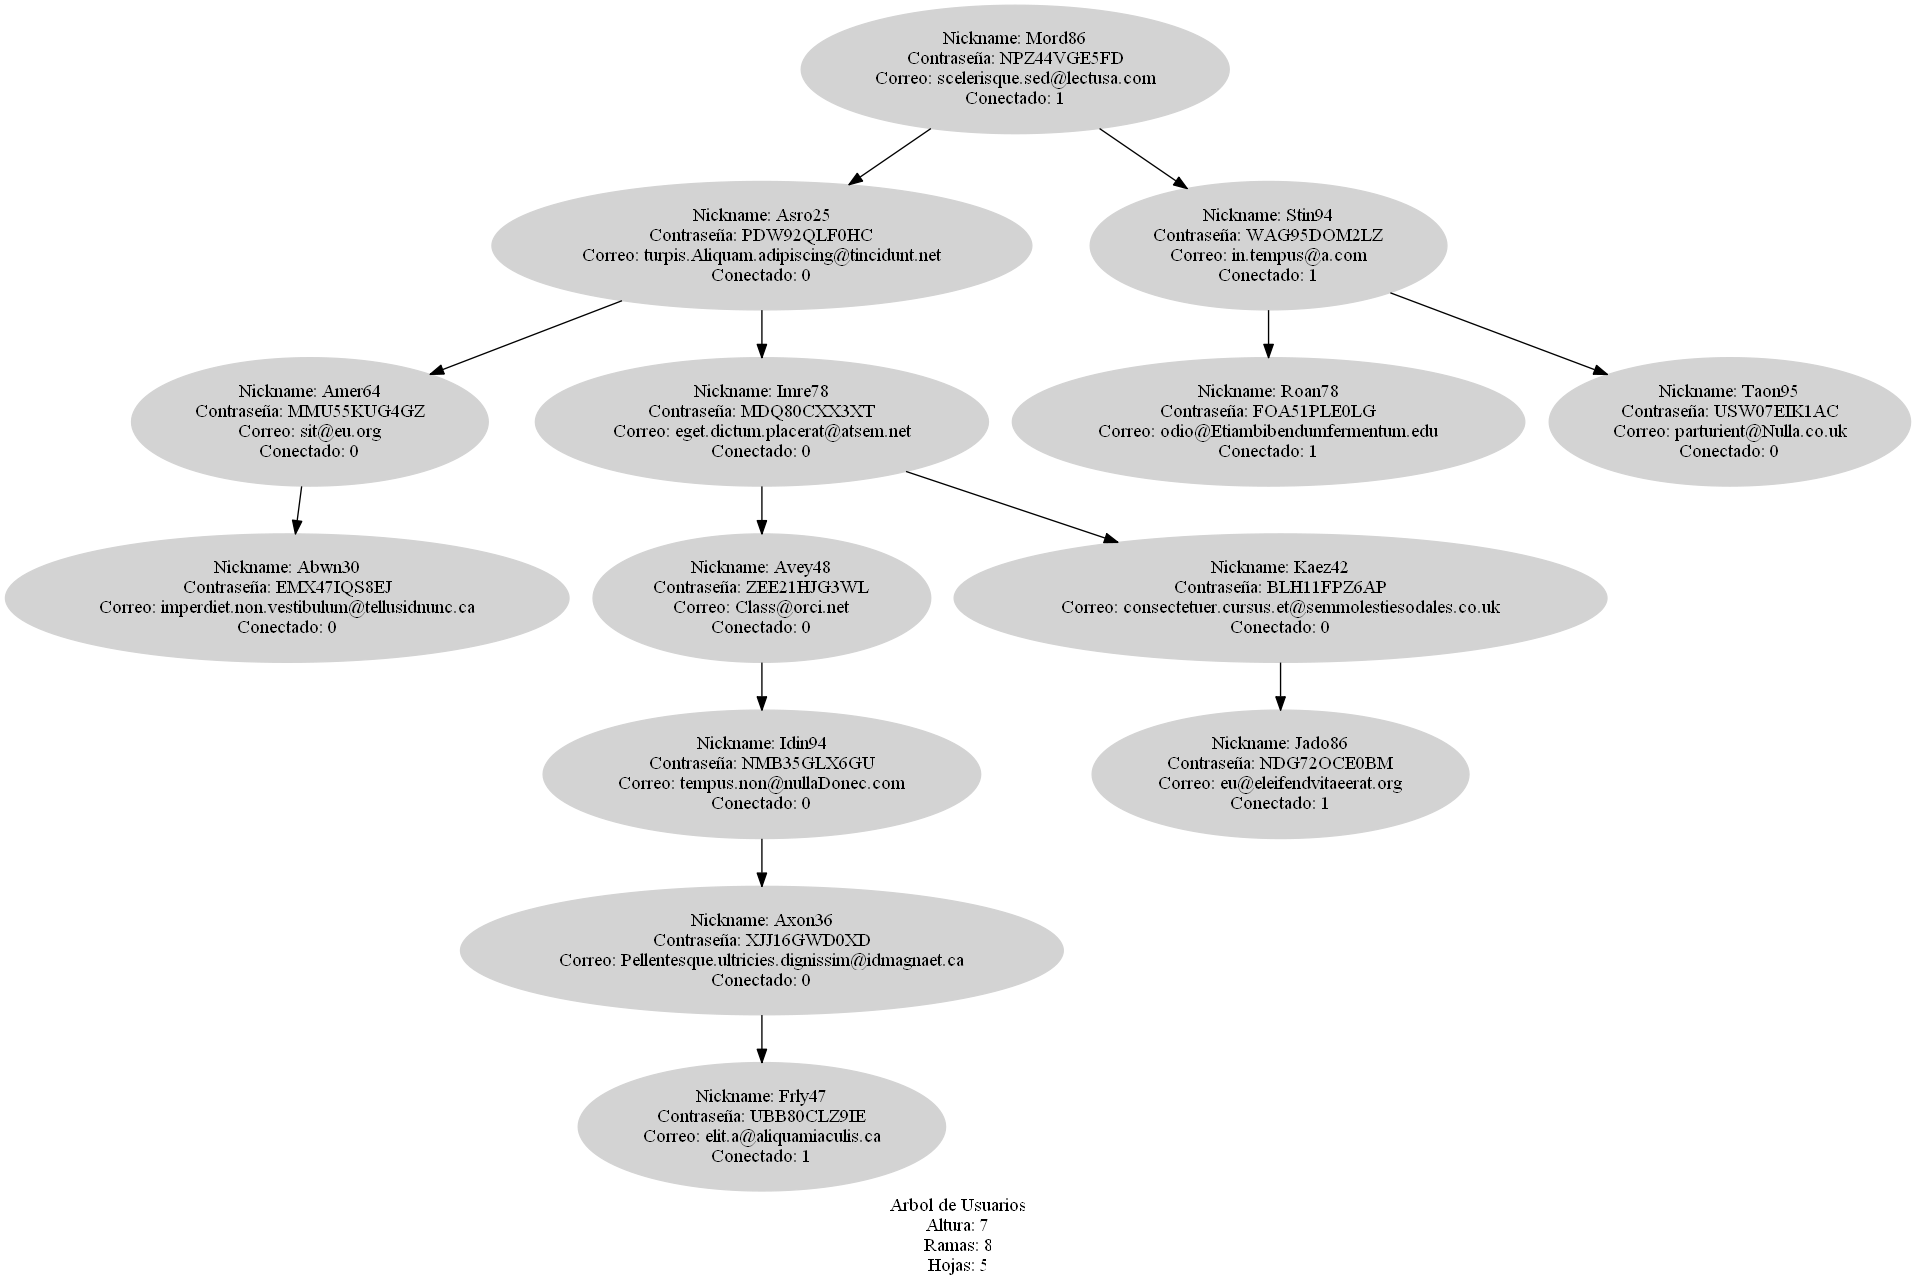 Nickname: Mord86
Contraseña: NPZ44VGE5FD
Correo: scelerisque.sed@lectusa.com
Conectado: 1
Nickname: Asro25
Contraseña: PDW92QLF0HC
Correo: turpis.Aliquam.adipiscing@tincidunt.net
Conectado: 0
Nickname: Stin94
Contraseña: WAG95DOM2LZ
Correo: in.tempus@a.com
Conectado: 1
Nickname: Amer64
Contraseña: MMU55KUG4GZ
Correo: sit@eu.org
Conectado: 0
Nickname: Imre78
Contraseña: MDQ80CXX3XT
Correo: eget.dictum.placerat@atsem.net
Conectado: 0
Nickname: Roan78
Contraseña: FOA51PLE0LG
Correo: odio@Etiambibendumfermentum.edu
Conectado: 1
Nickname: Taon95
Contraseña: USW07EIK1AC
Correo: parturient@Nulla.co.uk
Conectado: 0
Nickname: Abwn30
Contraseña: EMX47IQS8EJ
Correo: imperdiet.non.vestibulum@tellusidnunc.ca
Conectado: 0
Nickname: Avey48
Contraseña: ZEE21HJG3WL
Correo: Class@orci.net
Conectado: 0
Nickname: Kaez42
Contraseña: BLH11FPZ6AP
Correo: consectetuer.cursus.et@semmolestiesodales.co.uk
Conectado: 0
Nickname: Idin94
Contraseña: NMB35GLX6GU
Correo: tempus.non@nullaDonec.com
Conectado: 0
Nickname: Jado86
Contraseña: NDG72OCE0BM
Correo: eu@eleifendvitaeerat.org
Conectado: 1
Nickname: Axon36
Contraseña: XJJ16GWD0XD
Correo: Pellentesque.ultricies.dignissim@idmagnaet.ca
Conectado: 0
Nickname: Frly47
Contraseña: UBB80CLZ9IE
Correo: elit.a@aliquamiaculis.ca
Conectado: 1
Arbol de Usuarios
Altura: 7
Ramas: 8
Hojas: 5